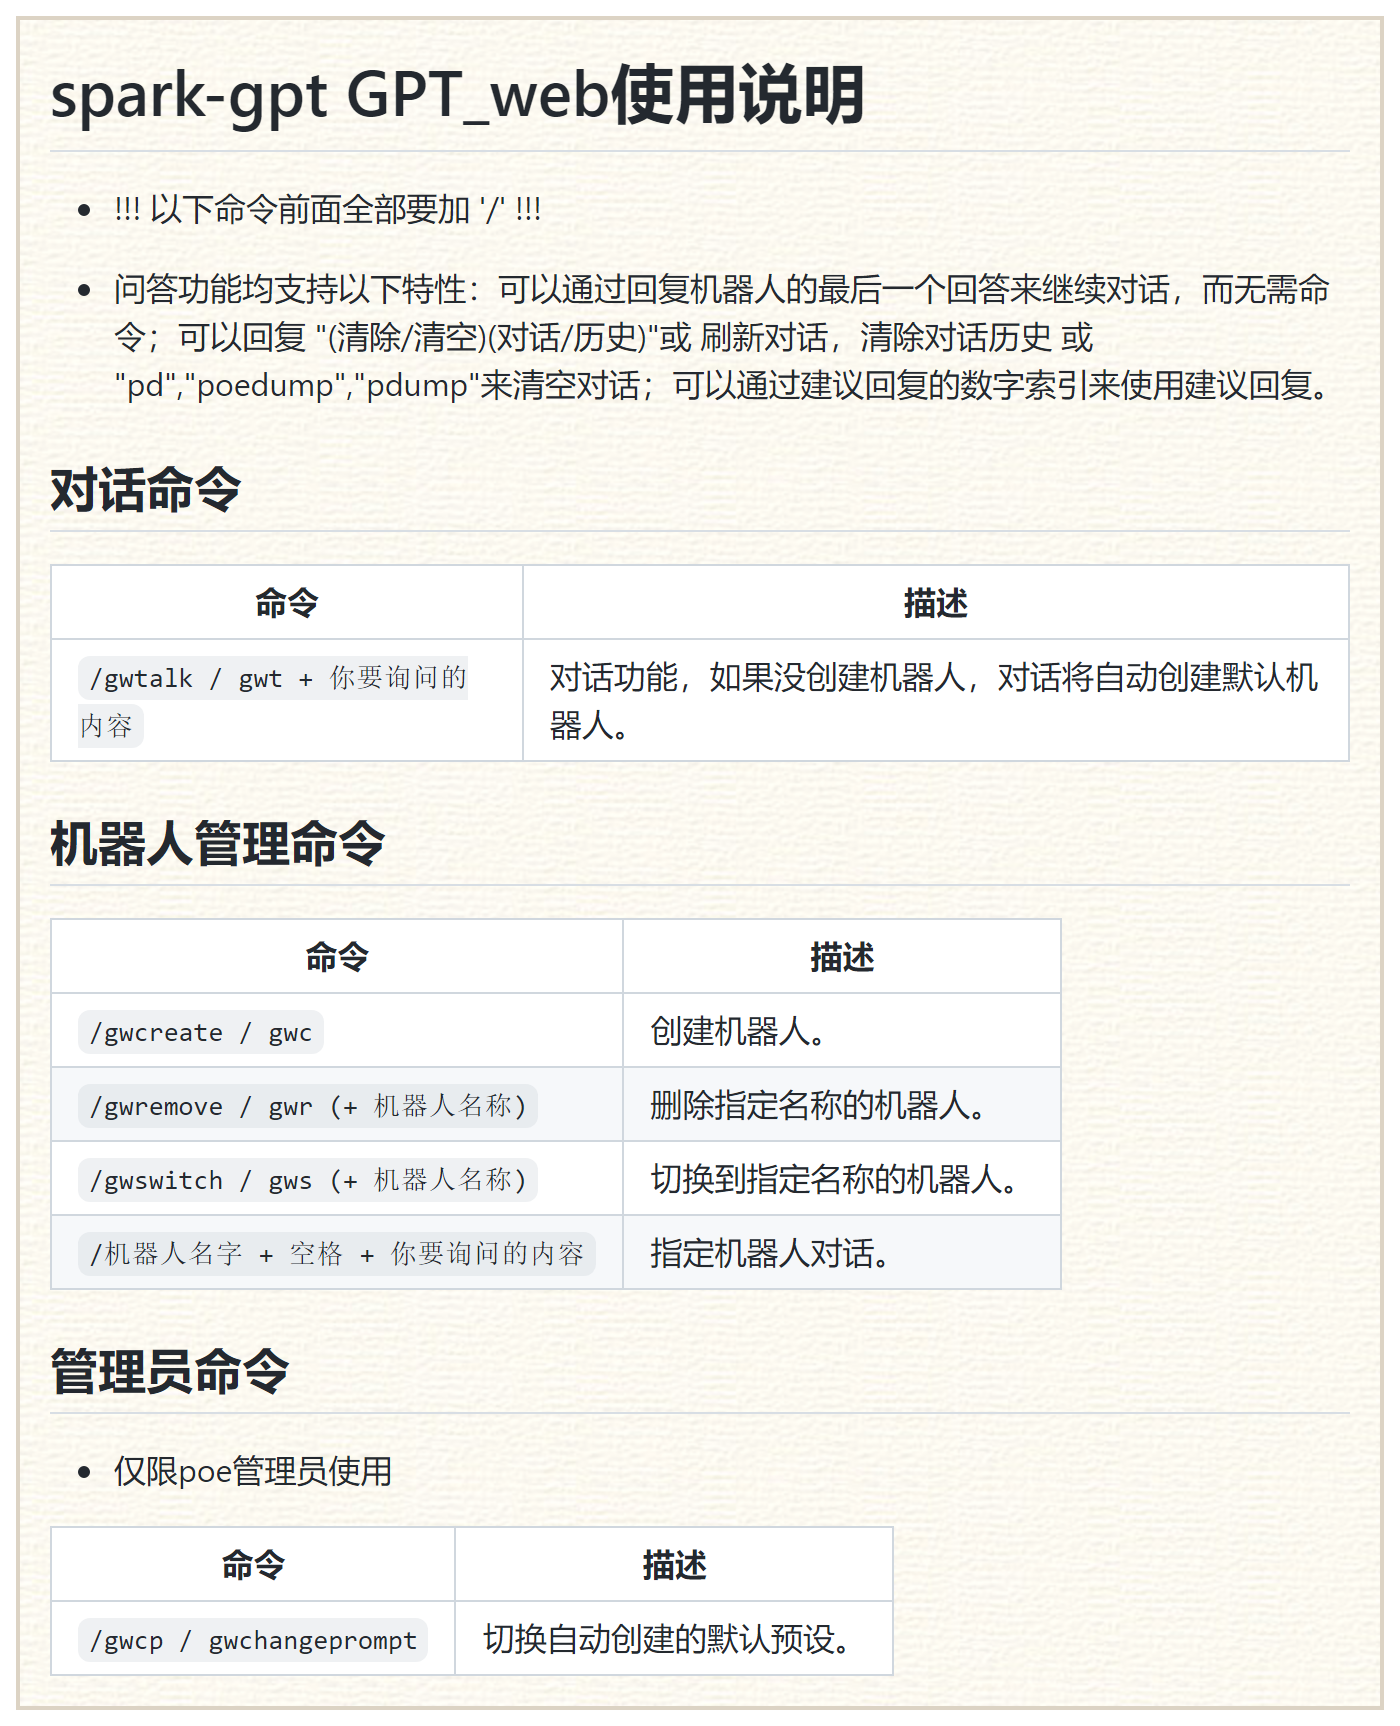 spark-gpt GPT_web使用说明
!!! 以下命令前面全部要加 '/' !!!
问答功能均支持以下特性：可以通过回复机器人的最后一个回答来继续对话，而无需命
令；可以回复 "(清除/清空)(对话/历史)"或 刷新对话，清除对话历史 或
"pd","poedump","pdump"来清空对话；可以通过建议回复的数字索引来使用建议回复。
对话命令
命令 描述
/gwtalk / gwt + 你要询问的
内容
对话功能，如果没创建机器人，对话将自动创建默认机
器人。
机器人管理命令
命令 描述
/gwcreate / gwc 创建机器人。
/gwremove / gwr (+ 机器人名称) 删除指定名称的机器人。
/gwswitch / gws (+ 机器人名称) 切换到指定名称的机器人。
/机器人名字 + 空格 + 你要询问的内容 指定机器人对话。
管理员命令
仅限poe管理员使用
命令 描述
/gwcp / gwchangeprompt 切换自动创建的默认预设。